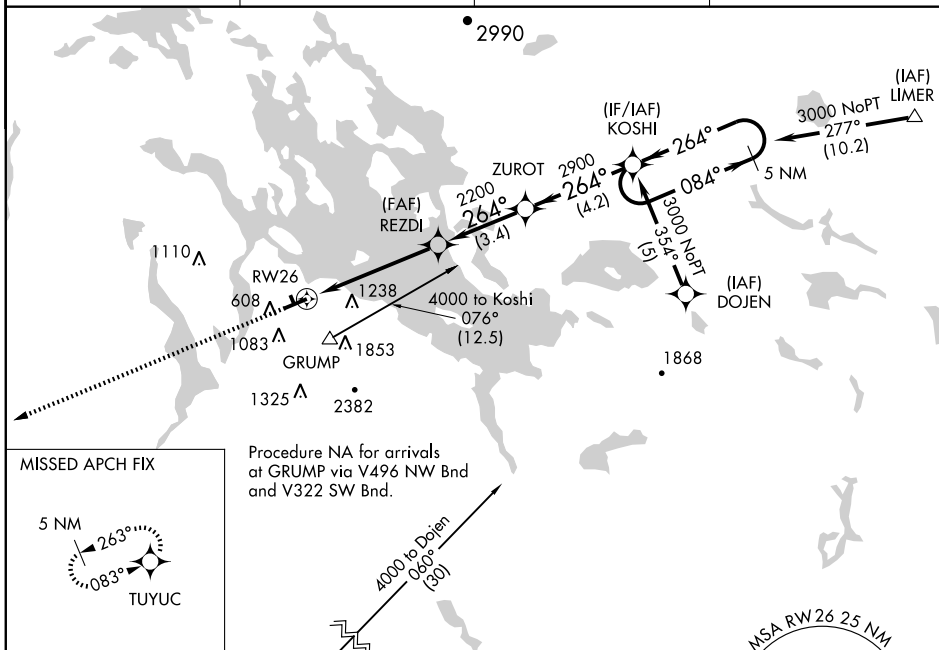 2990
(IAF)
LIMER
3000 NoPT
277°
(10.2)
(IF/IAF)
KOSHI
264°
084°
5 NM
ZUROT
2900
264°
(4.2)
2200
264°
(3.4)
(FAF)
REZDI
3000 NoPT
354°
(5)
(IAF)
DOJEN
1110
RW26
608
1238
4000 to Koshi
076°
(12.5)
1083
GRUMP
1853
1868
1325
2382
Procedure NA for arrivals
at GRUMP via V496 NW Bnd
and V322 SW Bnd.
MISSED APCH FIX
5 NM
263°
083°
TUYUC
4000 to Dojen
060°
(30)
MSA RW26 25 NM